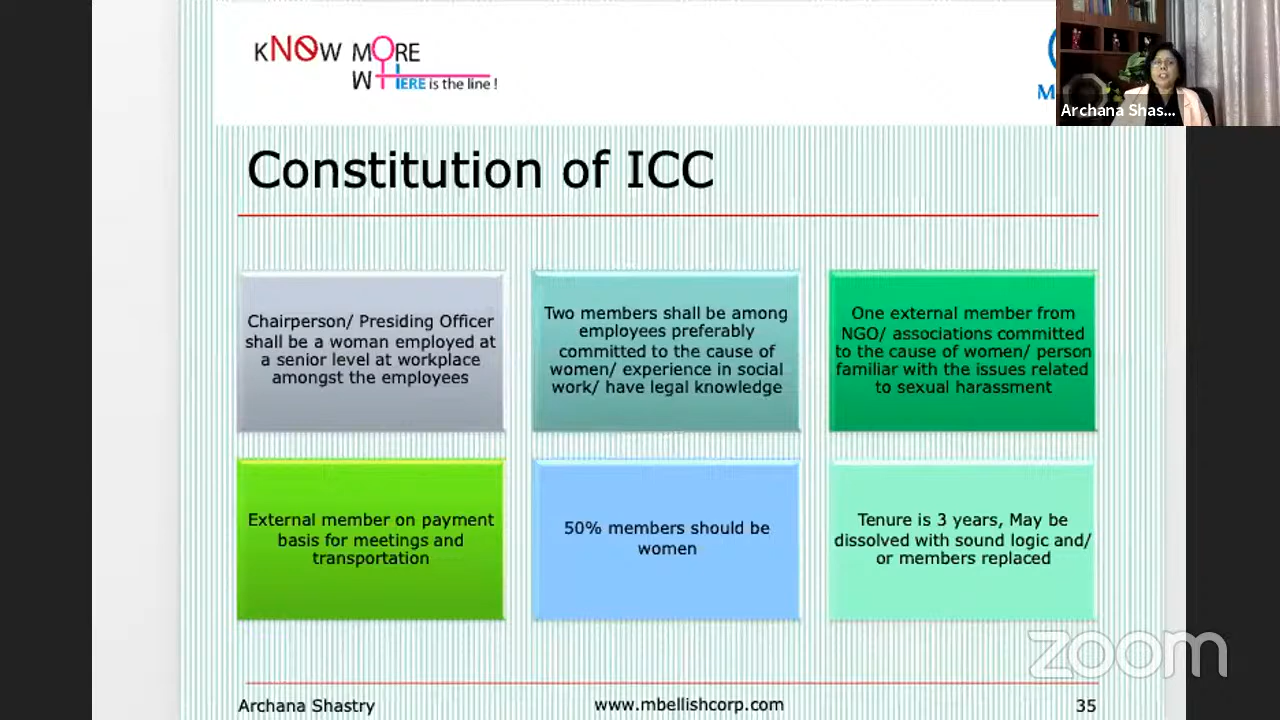 KNOW MORE
WHERE is the line !
M
Archana Shas...
Constitution of ICC
Chairperson/ Presiding Officer
shall be a woman employed at
a senior level at workplace
amongst the employees
Two members shall be among
employees preferably
committed to the cause of
women/ experience in social
work/ have legal knowledge
One external member from
NGO/ associations committed
to the cause of women/ person
familiar with the issues related
to sexual harassment
External member on payment
basis for meetings and
transportation
50% members should be
women
Tenure is 3 years, May be
dissolved with sound logic and/
or members replaced
zoom
Archana Shastry
www.mbellishcorp.com
35